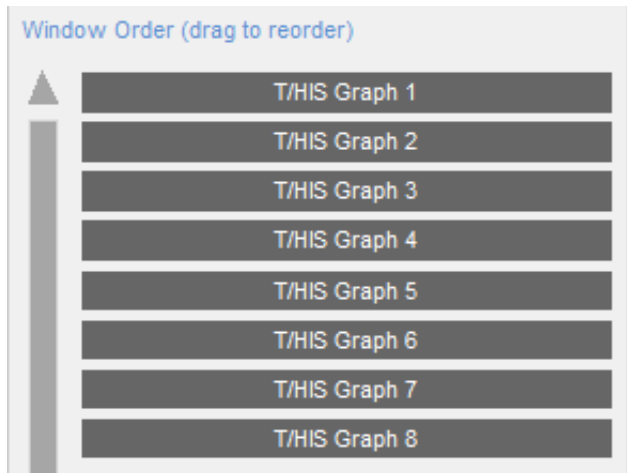 Window Order (drag to reorder)
T/HIS Graph 1
T/HIS Graph 2
T/HIS Graph 3
T/HIS Graph 4
T/HIS Graph 5
T/HIS Graph 6
T/HIS Graph 7
T/HIS Graph 8